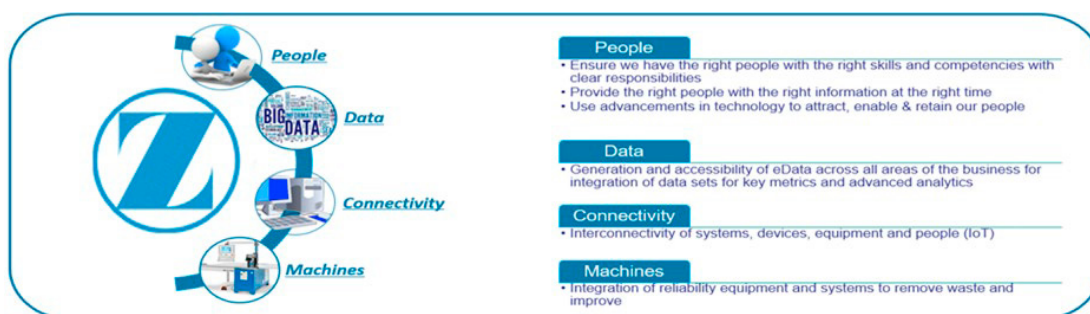 Z
People
Data
BIG
INFORMATION
DATA
Connectivity
Machines
People
• Ensure we have the right people with the right skills and competencies with
clear responsibilities
• Provide the right people with the right information at the right time
• Use advancements in technology to attract, enable & retain our people
Data
• Generation and accessibility of eData across all areas of the business for
integration of data sets for key metrics and advanced analytics
Connectivity
• Interconnectivity of systems, devices, equipment and people (IoT)
Machines
• Integration of reliability equipment and systems to remove waste and
improve